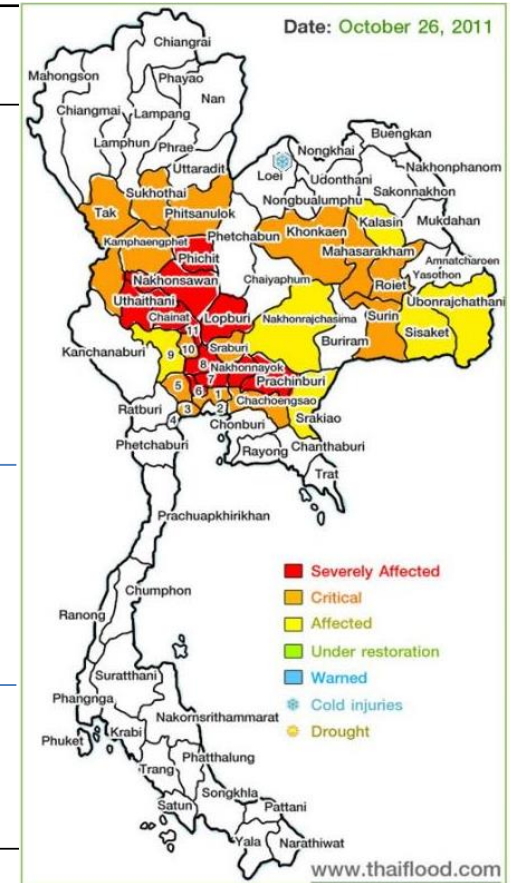 Date: October 26, 2011
Chiangrai
Mahongson
Phayao
Nan
Chiangmai
Lampang
Lamphun
Phrae
Uttaradit
Buengkan
Nongkhai
Loei
Udonthani
Nakhonphanom
Sakonnakhon
Nongbualumphu
Sukhothai
Tak
Phitsanulok
Kalasin
Mukdahan
Khonkaen
Phetchabun
Kamphaengphet
Mahasarakham
Phichit
Amnatcharoen
Yasothon
Chaiyaphum
Nakhonsawan
Roiet
Uthaithani
Ubonrajchathani
Chainat
Lopburi
Nakhonrajchasima
Surin
11
Sisaket
Buriram
Kanchanaburi
9
10
Sraburi
8
Nakhonnayok
7
Prachinburi
5
6
1
Chachoengsao
Ratburi
3
2
4
Chonburi
Srakiao
Phetchaburi
Rayong
Chanthaburi
Trat
Prachuapkhirikhan
Severely Affected
Critical
Chumphon
Affected
Ranong
Under restoration
Warned
Suratthani
Cold injuries
Phangnga
Nakornsrithammarat
Drought
Krabi
Phuket
Phatthalung
Trang
Songkhla
Satun
Pattani
Yala
Narathiwat
www.thaiflood.com